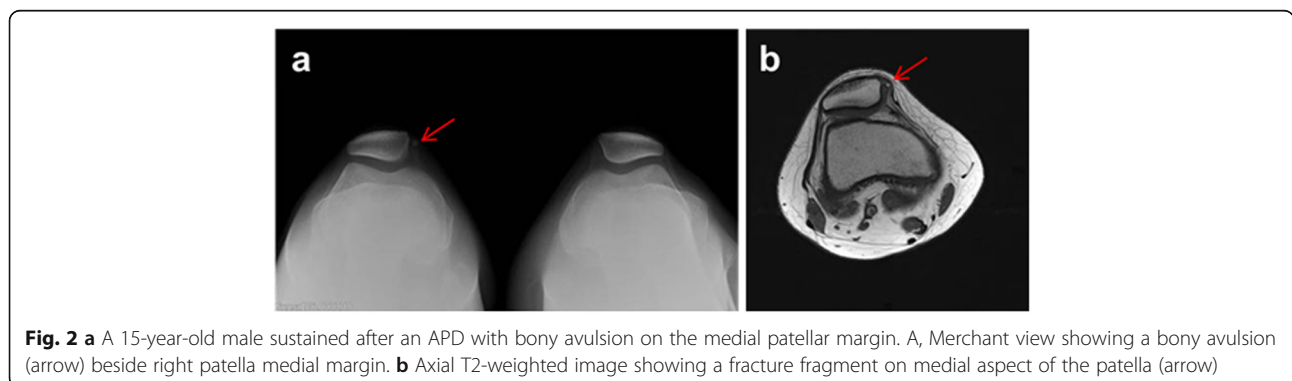 a
b
Fig. 2 a A 15-year-old male sustained after an APD with bony avulsion on the medial patellar margin. A, Merchant view showing a bony avulsion
(arrow) beside right patella medial margin. b Axial T2-weighted image showing a fracture fragment on medial aspect of the patella (arrow)